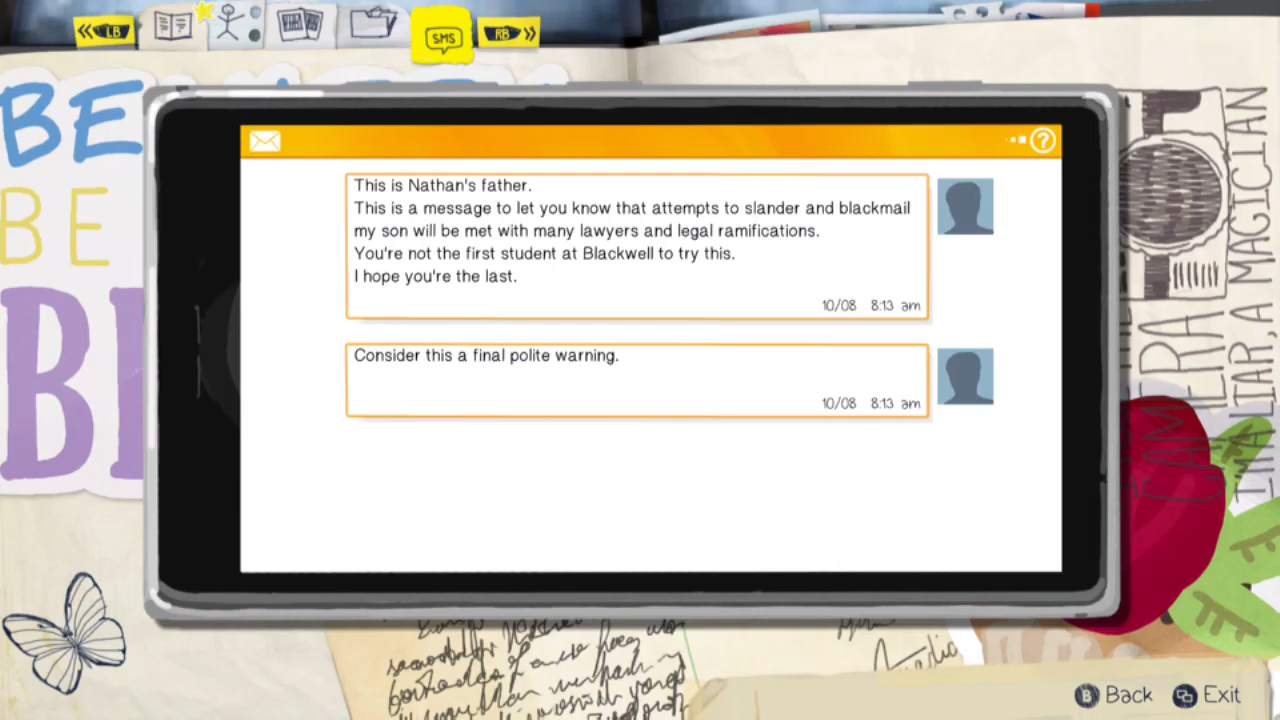 LB
SMS
RB
BE
BE
This is Nathan's father.
This is a message to let you know that attempts to slander and blackmail
my son will be met with many lawyers and legal ramifications.
You're not the first student at Blackwell to try this.
I hope you're the last.
10/08 8:13 am
Consider this a final polite warning.
10/08 8:13 am
CAMERA
I'M A LIAR, A MAGICIAN
B Back
Exit